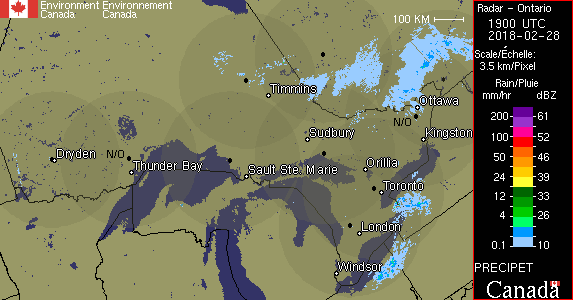 Environment Environnement
Canada Canada
100 KM
Timmins
Ottawa
N/O
Sudbury
Kingston
Dryden
N/O
Thunder Bay
Sault Ste. Marie
Orillia
Toronto
London
Windsor
Radar - Ontario
1900 UTC
2018-02-28
Scale/Échelle:
3.5 km/Pixel
Rain/Pluie
mm/hr dBZ
200 61
100 52
50 46
24 39
12 33
4 26
0.1 10
PRECIPET
Canada